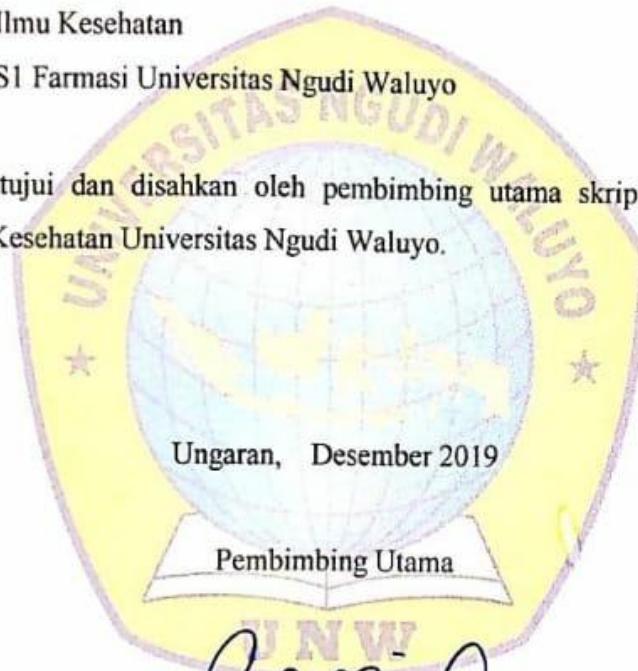 Ilmu Kesehatan
S1 Farmasi Universitas Ngudi Waluyo
UNIVERSITAS NGUDI WALUYO
tujui dan disahkan oleh pembimbing utama skrip
Kesehatan Universitas Ngudi Waluyo.
Ungaran, Desember 2019
Pembimbing Utama
UNW